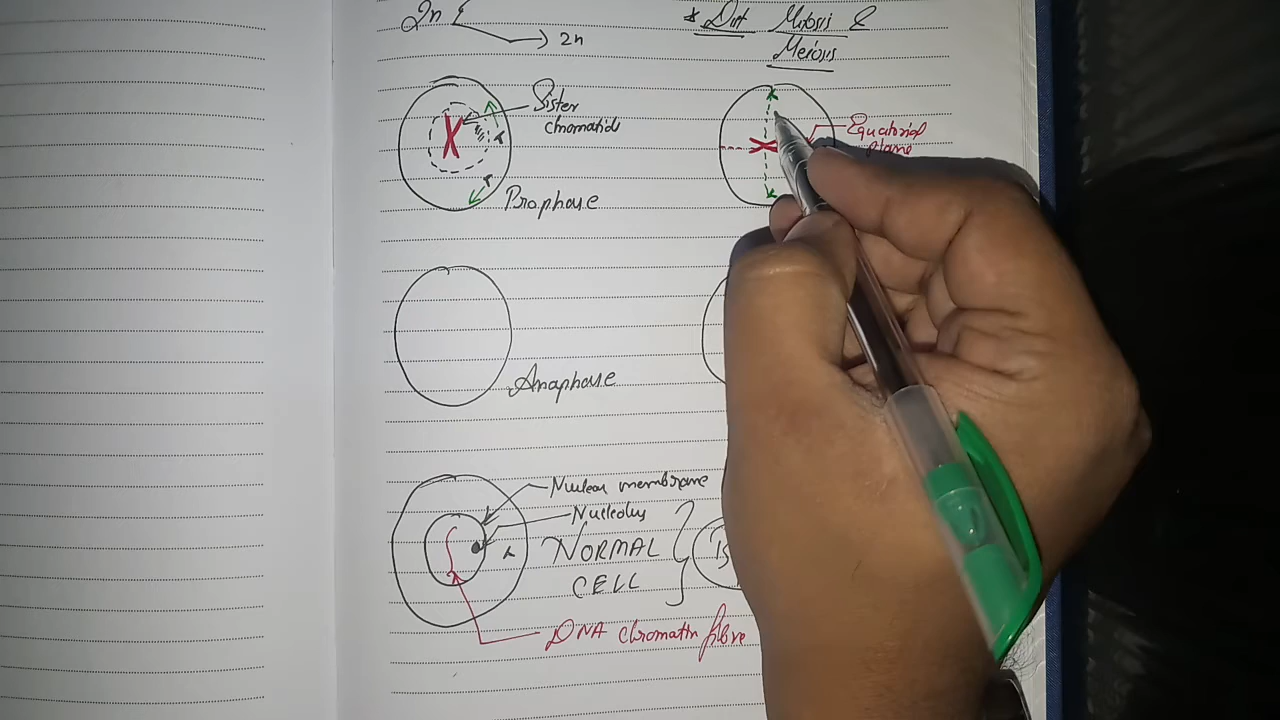 2n
2n
* Diff Mitosis &
Meiosis
Sister
chromatid
Prophase
Equatorial
plane
Anaphase
Nuclear membrane
Nucleolus
NORMAL
CELL
DNA chromatin fibre